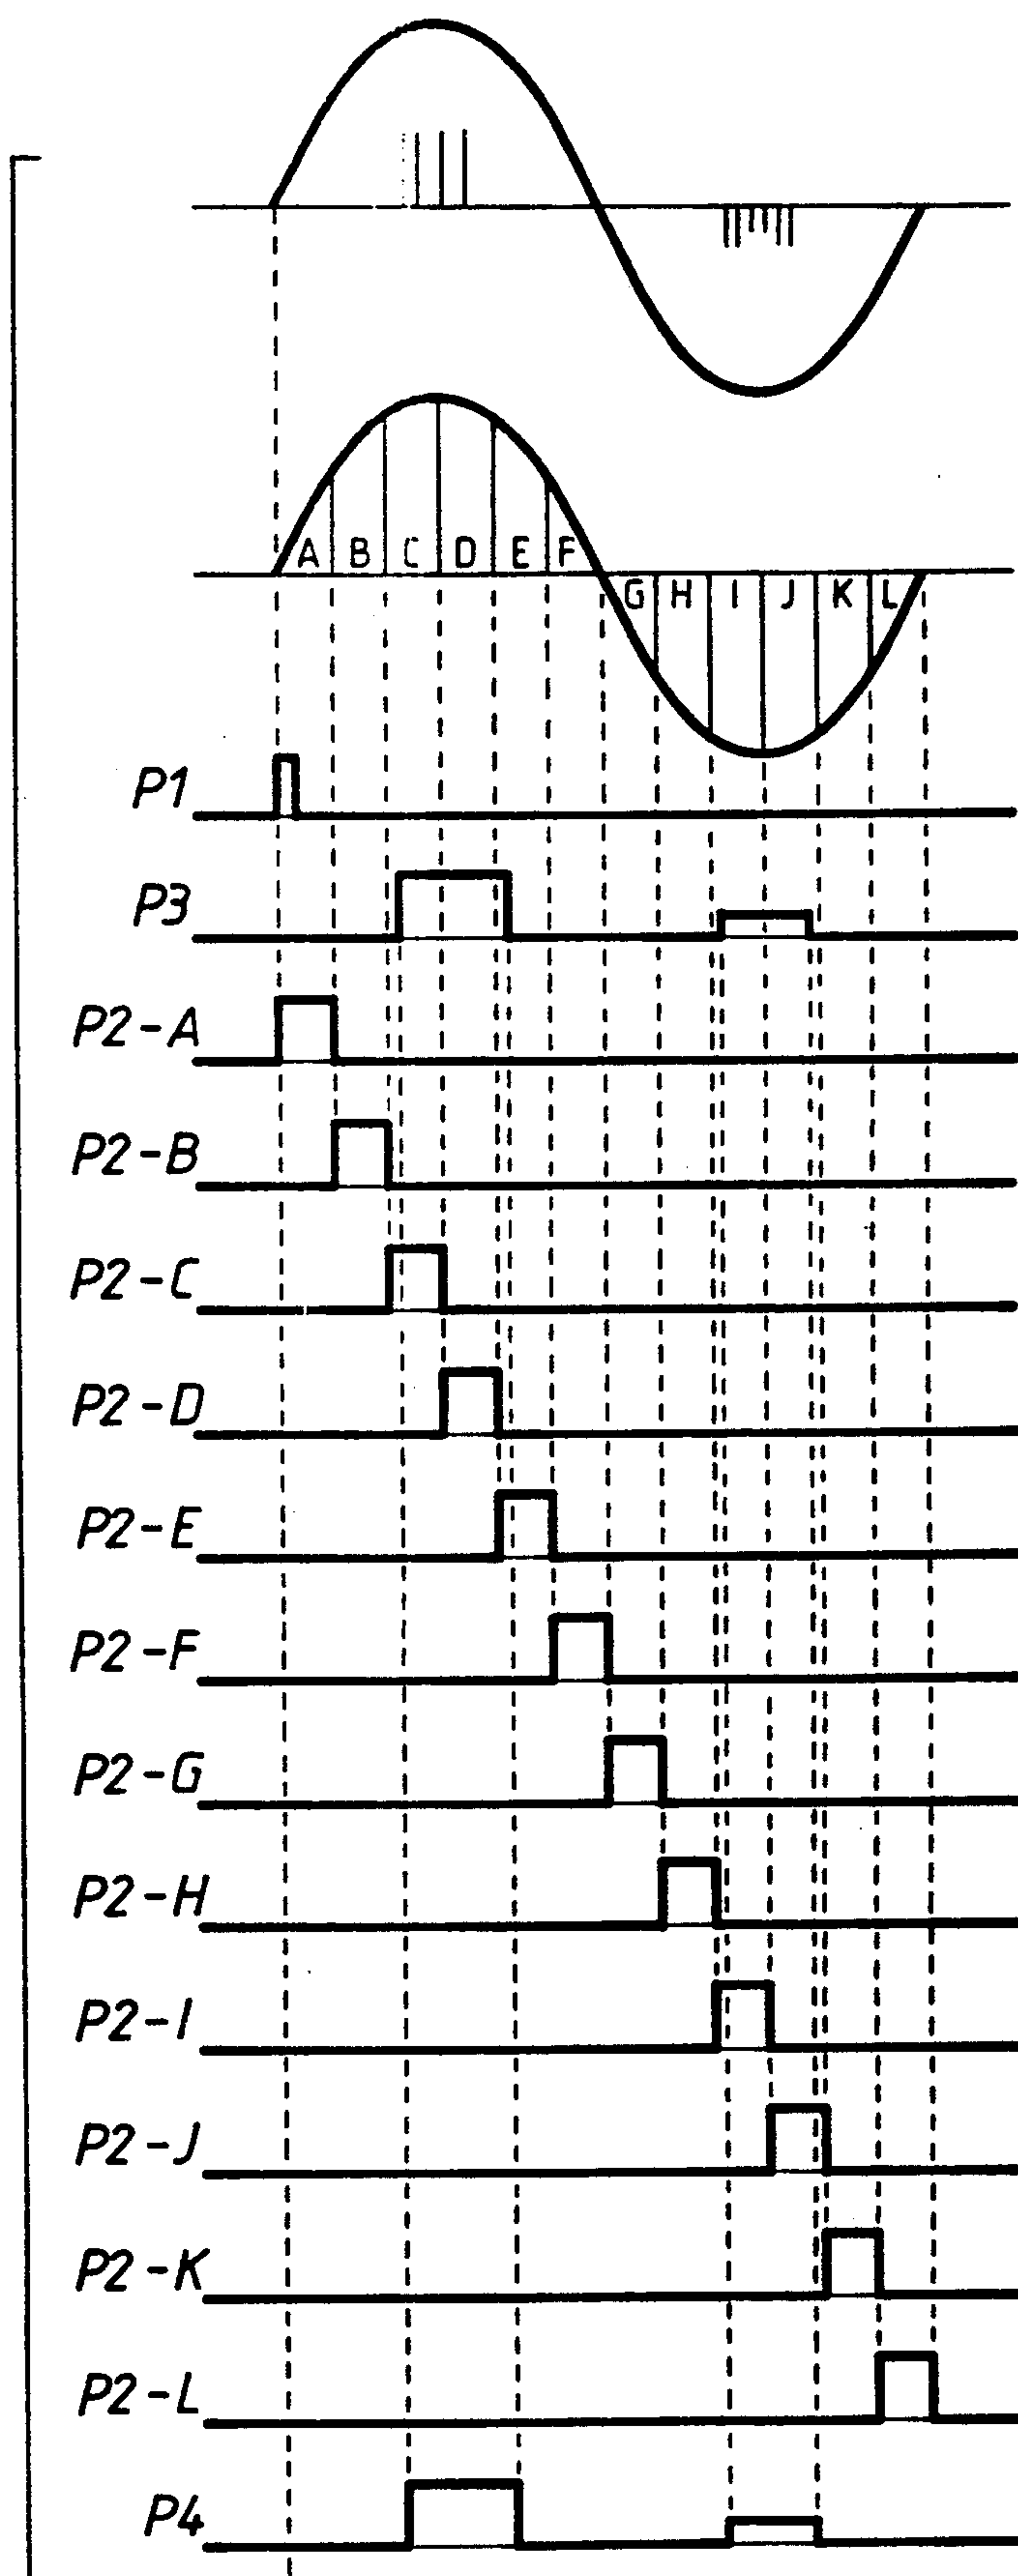 A B C D E F
G H I J K L
P1
P3
P2-A
P2-B
P2-C
P2-D
P2-E
P2-F
P2-G
P2-H
P2-I
P2-J
P2-K
P2-L
P4